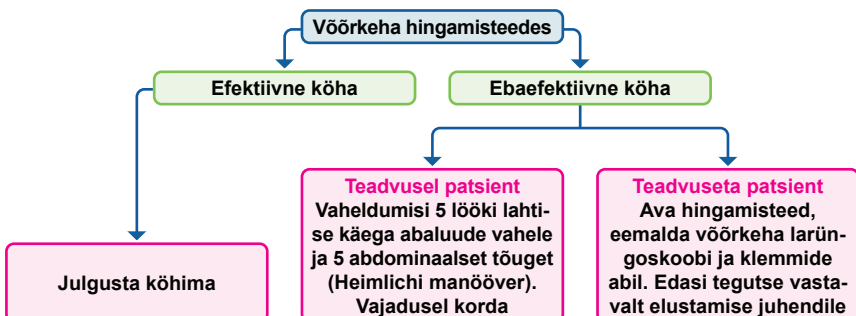 Võõrkeha hingamisteedes
Efektiivne köha
Ebaefektiivne köha
Julgusta köhima
Teadvusel patsient
Vaheldumisi 5 lööki lahti-
se käega abaluude vahele
ja 5 abdominaalset tõuget
(Heimlichi manööver).
Vajadusel korda
Teadvuseta patsient
Ava hingamisteed,
eemalda võõrkeha larün-
goskoobi ja klemmide
abil. Edasi tegutse vasta-
valt elustamise juhendile